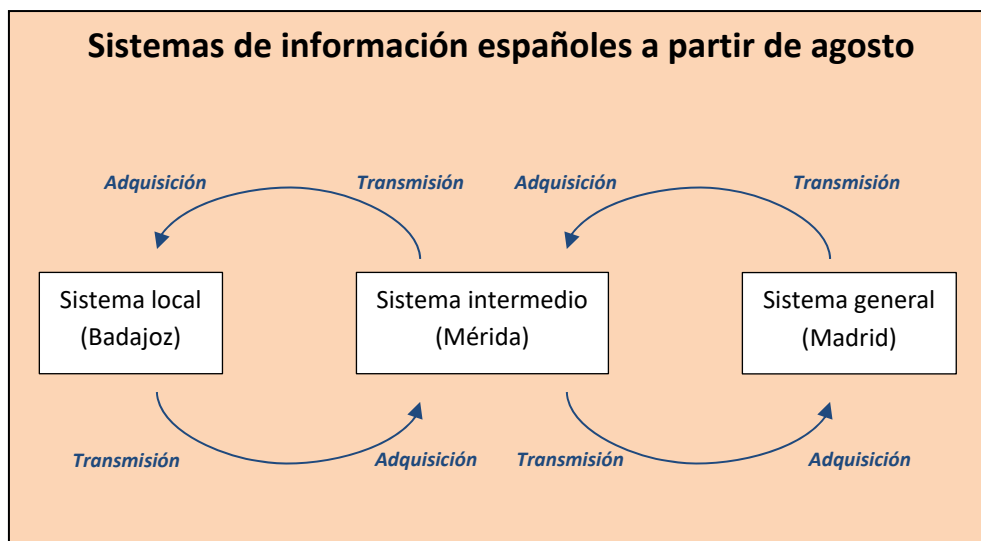 Sistemas de información españoles a partir de agosto
Adquisición
Transmisión
Adquisición
Transmisión
Sistema local
(Badajoz)
Sistema intermedio
(Mérida)
Sistema general
(Madrid)
Transmisión
Adquisición
Transmisión
Adquisición